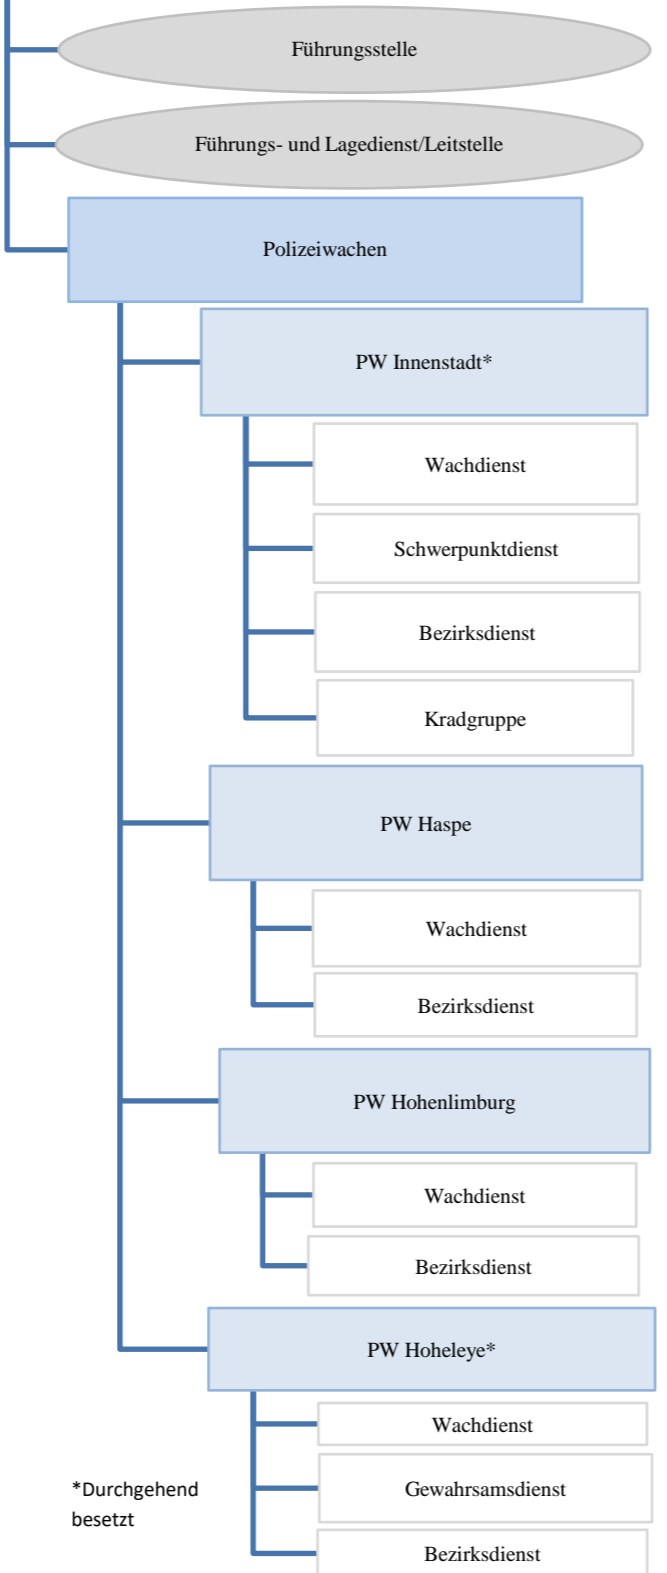 Führungsstelle
Führungs- und Lagedienst/Leitstelle
Polizeiwachen
PW Innenstadt*
Wachdienst
Schwerpunktdienst
Bezirksdienst
Kradgruppe
PW Haspe
Wachdienst
Bezirksdienst
PW Hohenlimburg
Wachdienst
Bezirksdienst
PW Hoheleye*
Wachdienst
Gewahrsamsdienst
Bezirksdienst
*Durchgehend
besetzt